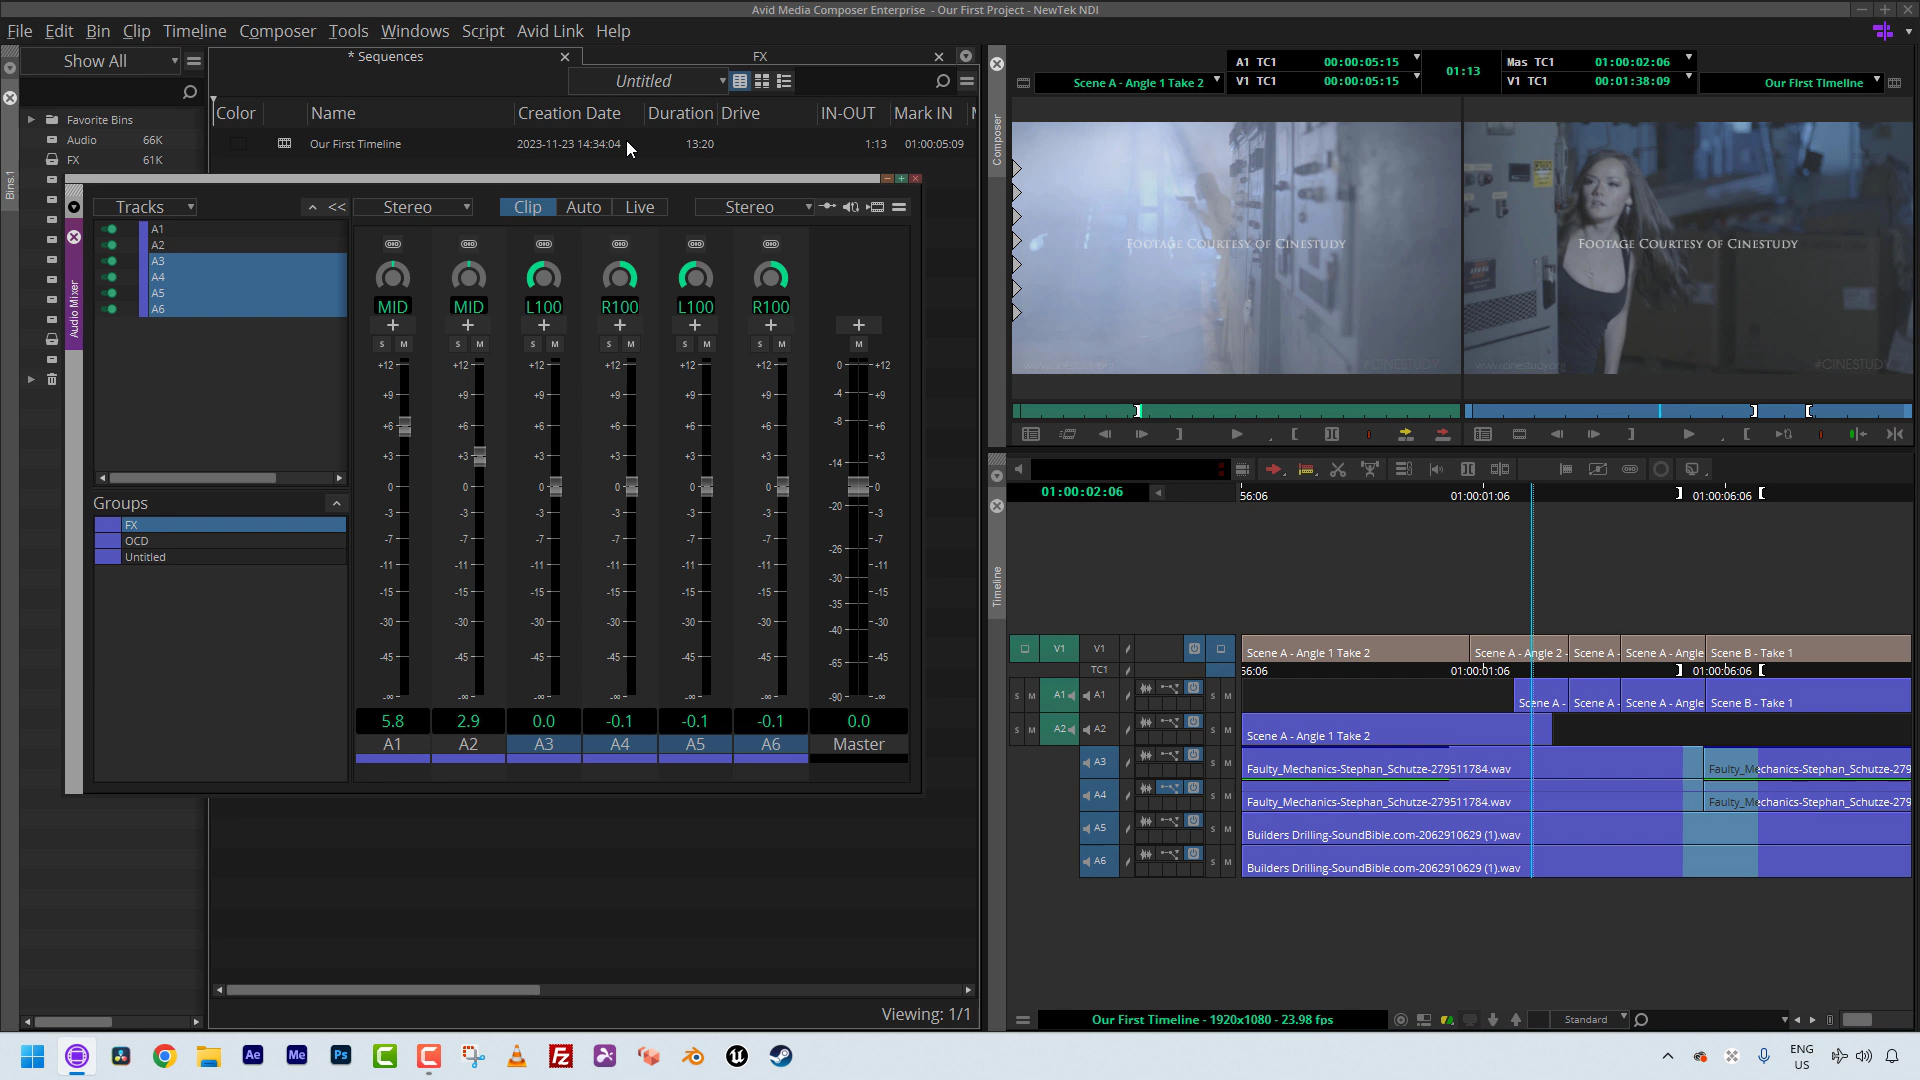 Avid Media Composer Enterprise - Our First Project - NewTek NDI
File Edit Bin Clip Timeline Composer Tools Windows Script Avid Link Help
Show All
* Sequences
FX
Untitled
Color Name Creation Date Duration Drive IN-OUT Mark IN
Our First Timeline 2023-11-23 14:34:04 13:20 1:13 01:00:05:09
Bins:1
Favorite Bins
Audio 66K
FX 61K
Audio Mixer
Tracks <<
A1
A2
A3
A4
A5
A6
Groups
FX
OCD
Untitled
Stereo Clip Auto Live Stereo
MID MID L100 R100 L100 R100
+ + + + + + +
S M S M S M S M S M S M M
+12 +12 +12 +12 +12 +12 0 +12
+9 +9 +9 +9 +9 +9 -4 +9
+6 +6 +6 +6 +6 +6 -8 +6
+3 +3 +3 +3 +3 +3 -14 +3
0 0 0 0 0 0 0
-3 -3 -3 -3 -3 -3 -20 -3
-7 -7 -7 -7 -7 -7 -26 -7
-11 -11 -11 -11 -11 -11 -30 -11
-15 -15 -15 -15 -15 -15 -35 -15
-30 -30 -30 -30 -30 -30 -40 -30
-45 -45 -45 -45 -45 -45 -65 -45
-∞ -∞ -∞ -∞ -∞ -∞ -90 -∞
5.8 2.9 0.0 -0.1 -0.1 -0.1 0.0
A1 A2 A3 A4 A5 A6 Master
Viewing: 1/1
Composer
Scene A - Angle 1 Take 2
A1 TC1 00:00:05:15
V1 TC1 00:00:05:15
01:13
Mas TC1 01:00:02:06
V1 TC1 00:01:38:09
Our First Timeline
Footage Courtesy of Cinestudy
www.cinestudy.org #CINESTUDY
Footage Courtesy of Cinestudy
www.cinestudy.org #CINESTUDY
Timeline
01:00:02:06
56:06 01:00:01:06 01:00:06:06
V1 V1 Scene A - Angle 1 Take 2 Scene A - Angle 2 - Scene A - Scene A - Angle Scene B - Take 1
TC1 56:06 01:00:01:06 01:00:06:06
S M A1 A1 S M Scene A - Scene A - Scene A - Angle Scene B - Take 1
S M A2 A2 S M Scene A - Angle 1 Take 2
A3 S M Faulty_Mechanics-Stephan_Schutze-279511784.wav Faulty_Mechanics-Stephan_Schutze-279
A4 S M Faulty_Mechanics-Stephan_Schutze-279511784.wav Faulty_Mechanics-Stephan_Schutze-279
A5 S M Builders Drilling-SoundBible.com-2062910629 (1).wav
A6 S M Builders Drilling-SoundBible.com-2062910629 (1).wav
Our First Timeline - 1920x1080 - 23.98 fps
Standard
Ae Me Ps
ENG
US